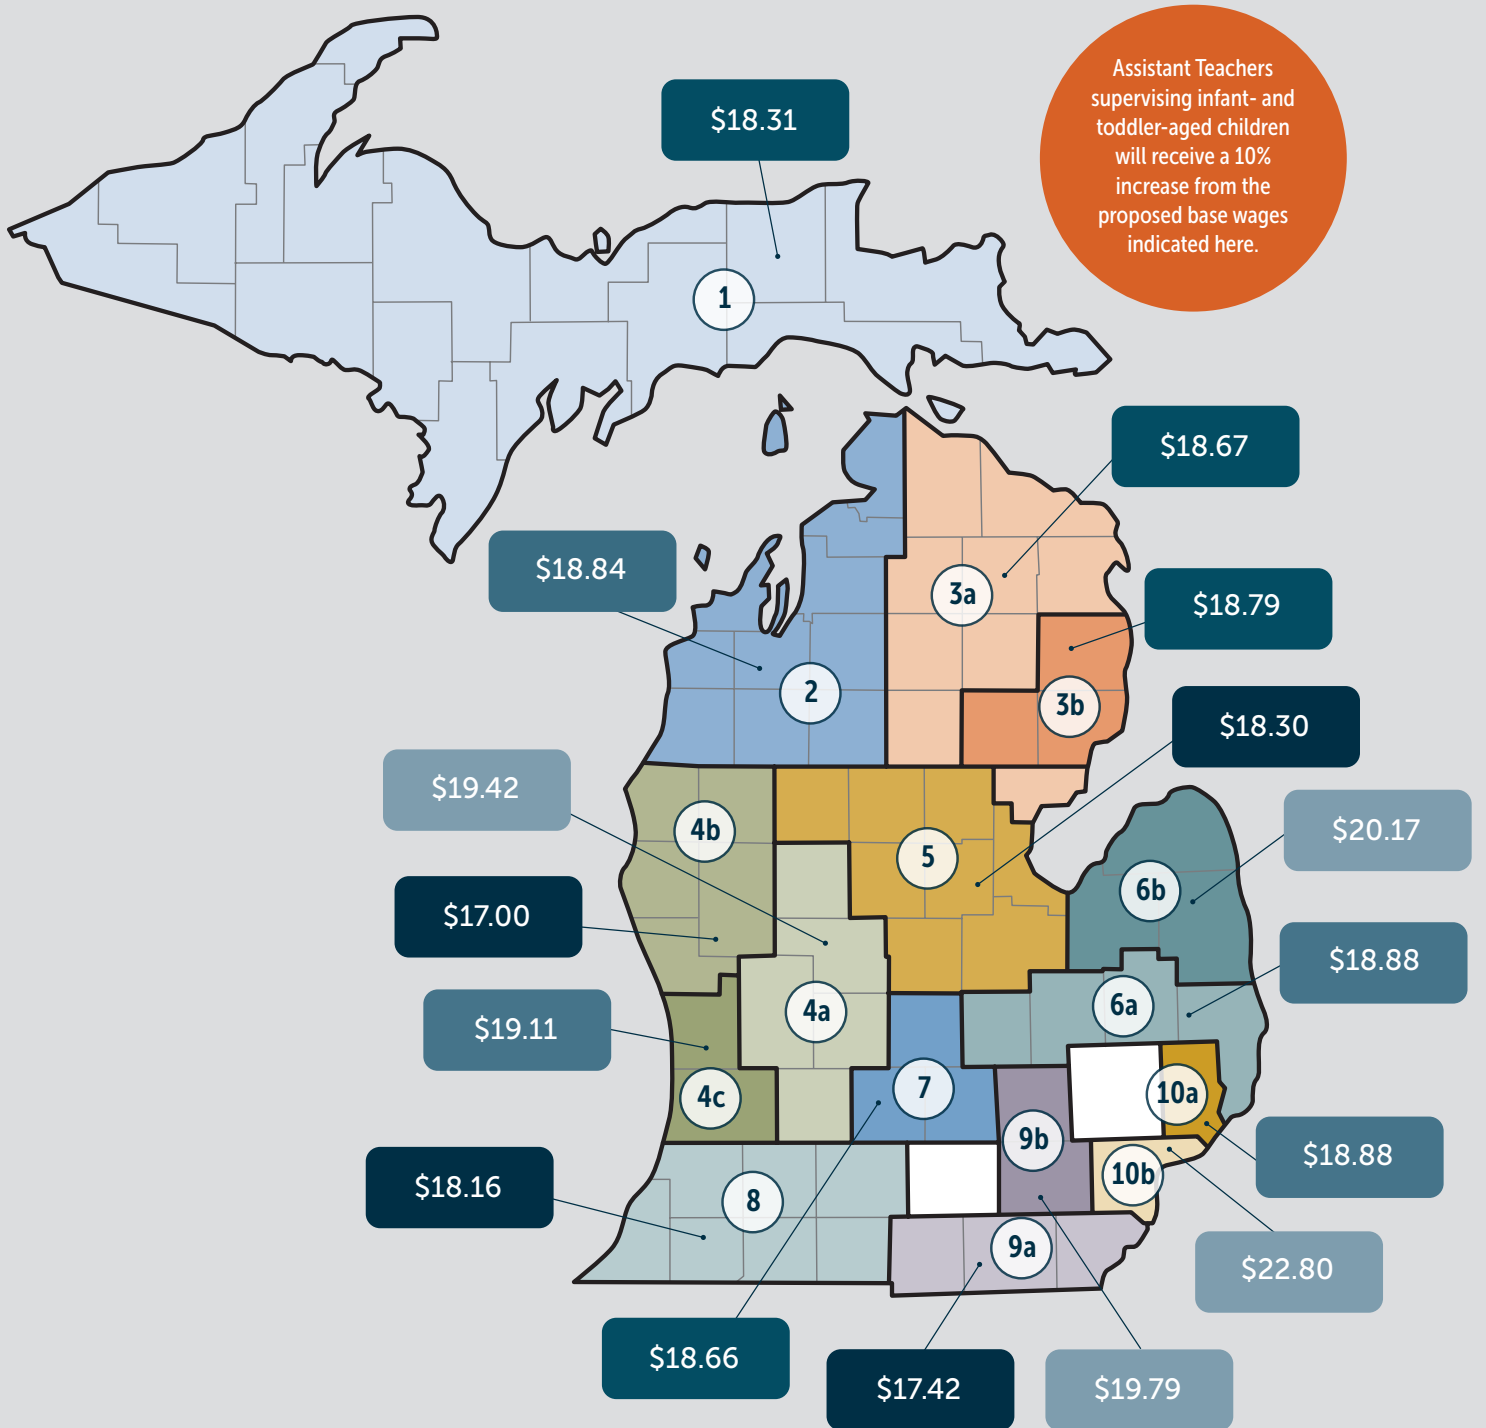 Assistant Teachers
supervising infant- and
toddler-aged children
will receive a 10%
increase from the
proposed base wages
indicated here.
$18.31
1
$18.67
$18.84
3a
$18.79
2
3b
$18.30
$19.42
4b
5
$20.17
6b
$17.00
$18.88
4a
6a
$19.11
4c
7
10a
9b
$18.88
10b
$18.16
8
9a
$22.80
$18.66
$17.42
$19.79